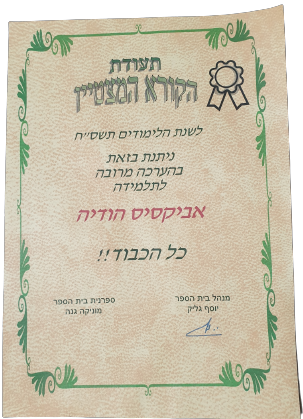 תעודת
הקורא המצטיין
לשנת הלימודים תשס״ח
ניתנת בזאת
בהערכה מרובה
לתלמידה
אביקסיס הודיה
כל הכבוד!!
מנהל בית הספר
יוסף גליק
ספרנית בית הספר
מוניקה גנה